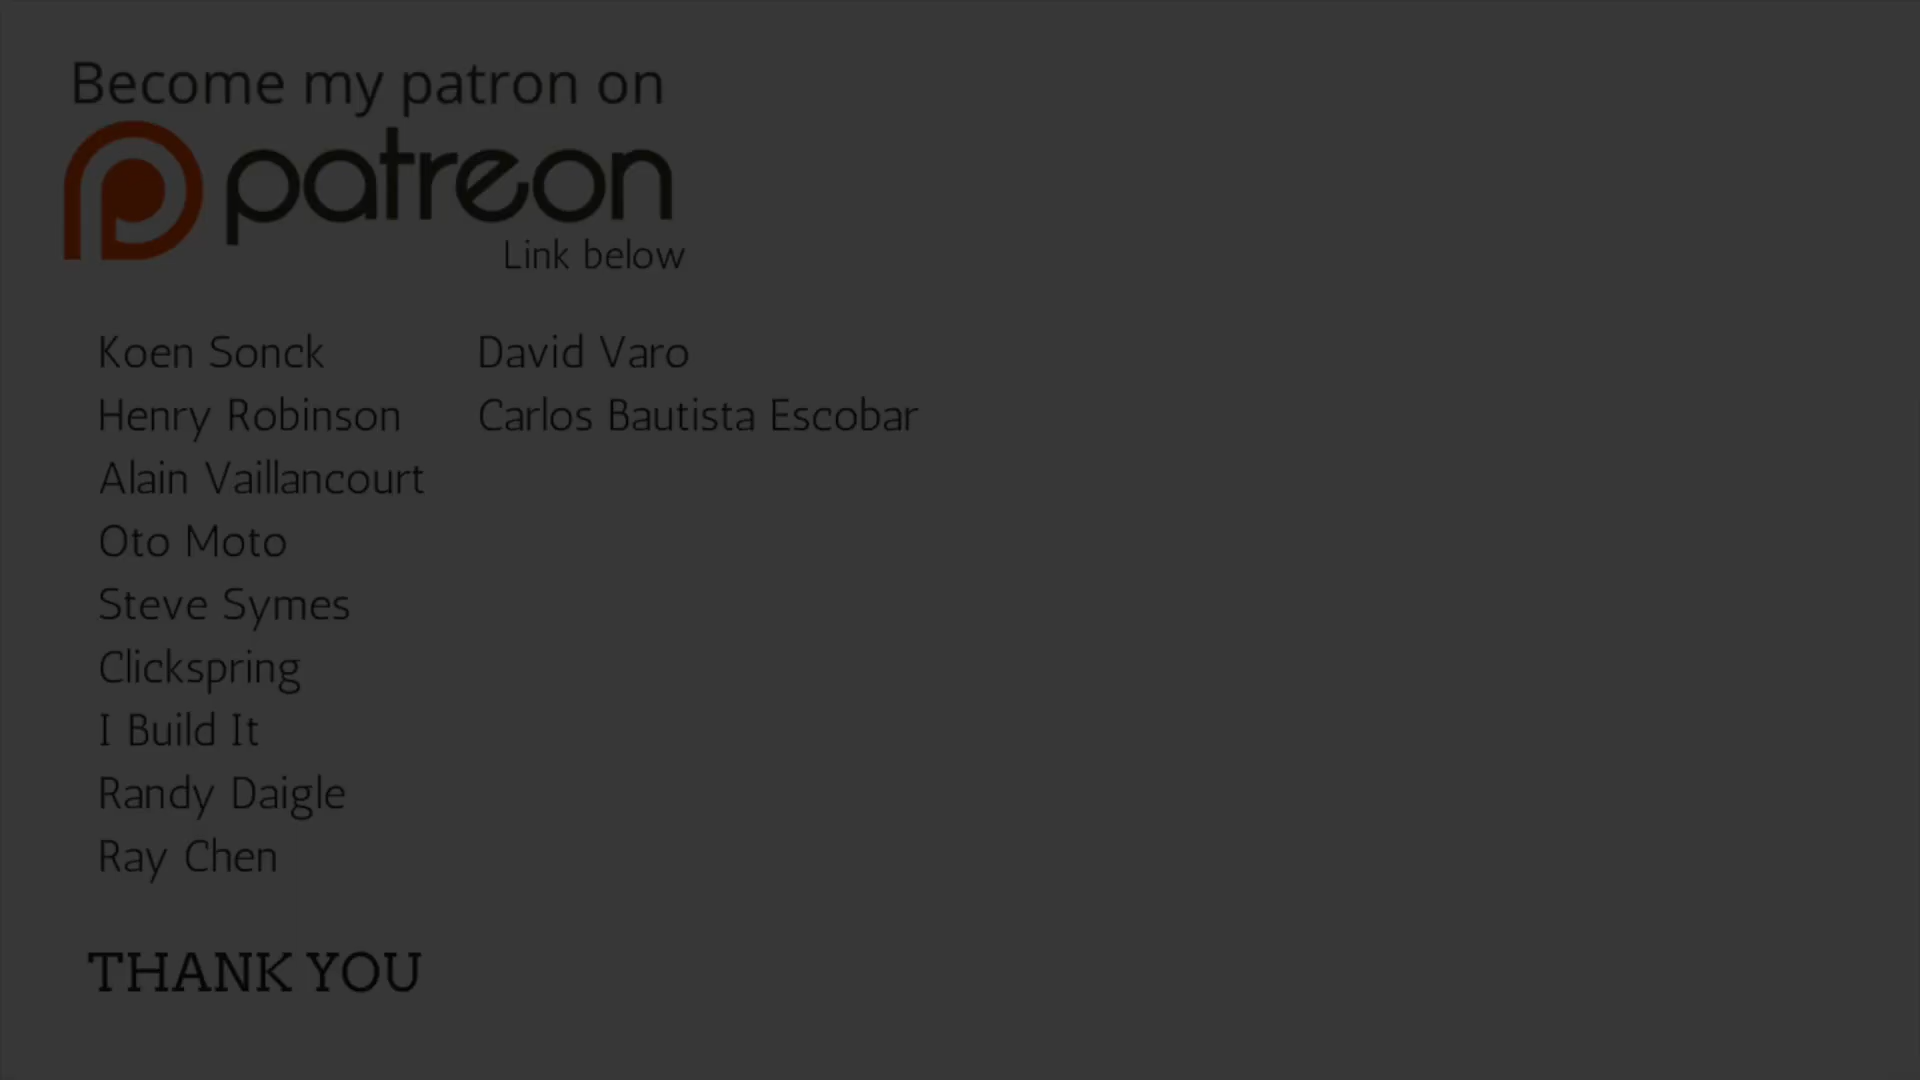 Become my patron on
patreon
Link below
Koen Sonck
Henry Robinson
Alain Vaillancourt
Oto Moto
Steve Symes
Clickspring
I Build It
Randy Daigle
Ray Chen
David Varo
Carlos Bautista Escobar
THANK YOU